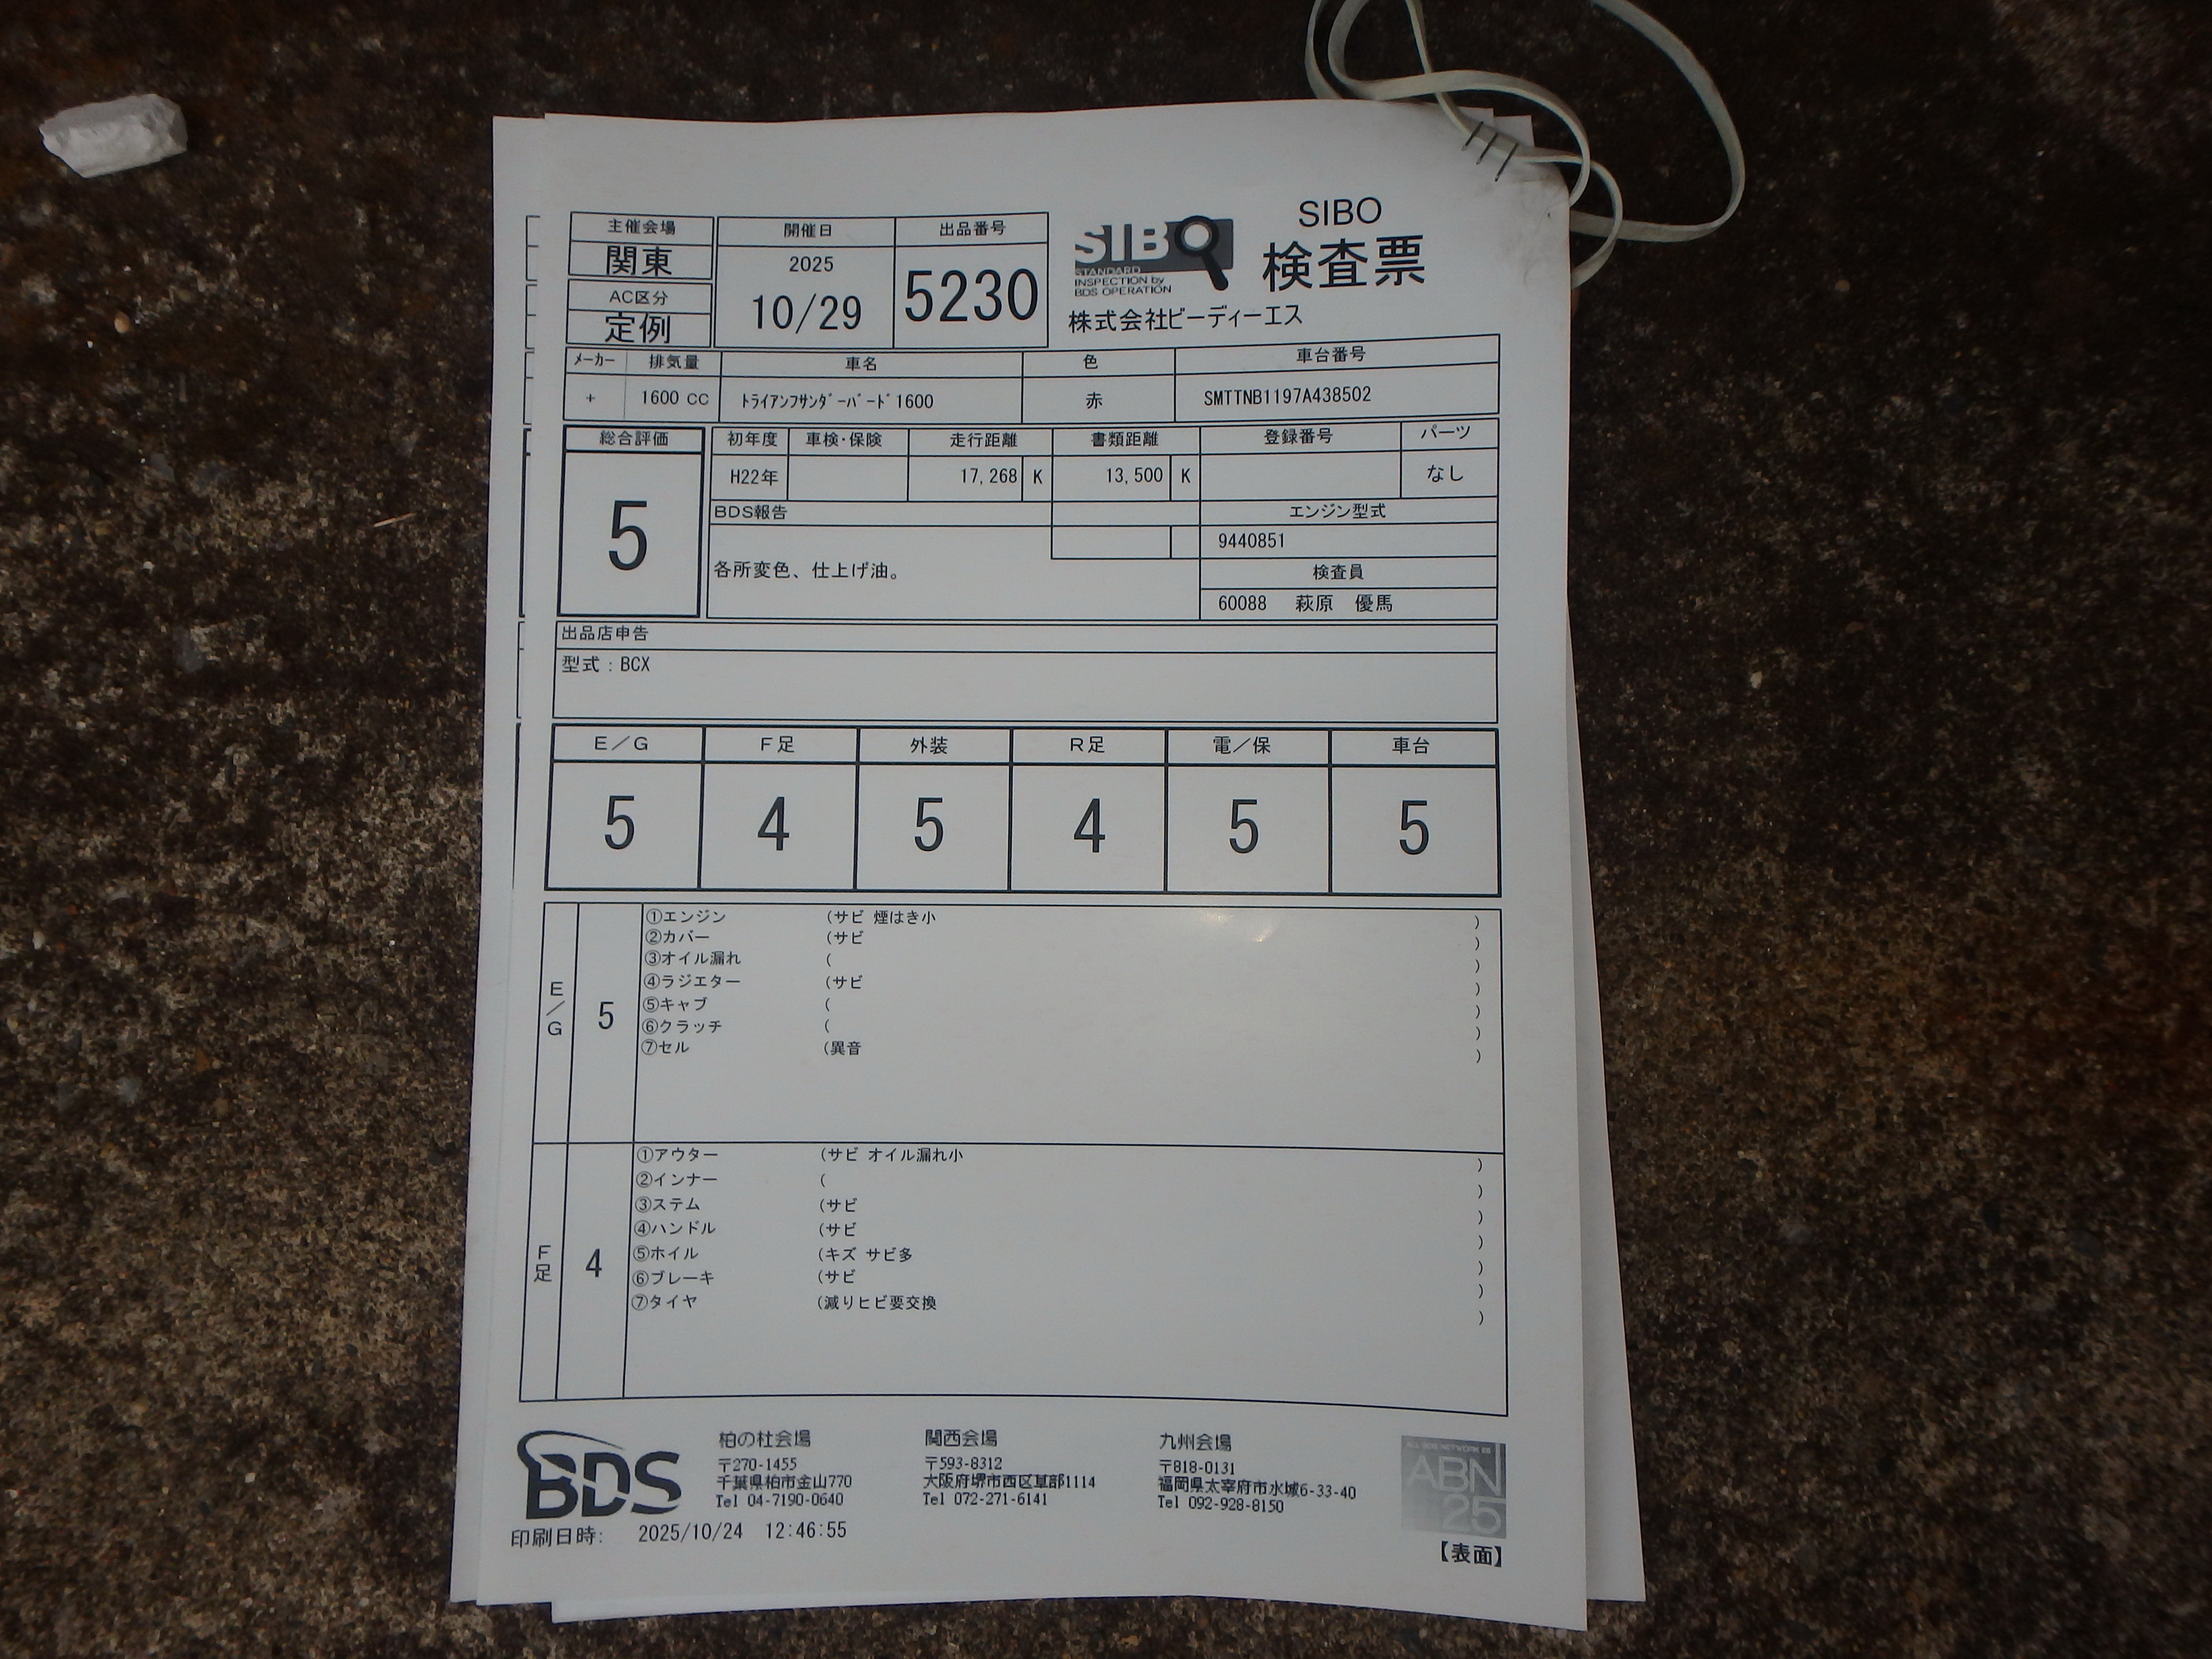 主催会場
関東
AC区分
定例
開催日
2025
10/29
出品番号
5230
SIBO
STANDARD
INSPECTION by
BDS OPERATION
SIBO
検査票
株式会社ビーディーエス
メーカー 排気量 車名 色 車台番号
+ 1600 CC トライアンフサンダーバード1600 赤 SMTTNB1197A438502
総合評価 初年度 車検・保険 走行距離 書類距離 登録番号 パーツ
5 H22年 17,268 K 13,500 K なし
BDS報告 エンジン型式
9440851
各所変色、仕上げ油。 検査員
60088 萩原 優馬
出品店申告
型式：BCX
E／G F足 外装 R足 電／保 車台
5 4 5 4 5 5
E／G 5
①エンジン (サビ 煙はき小 )
②カバー (サビ )
③オイル漏れ ( )
④ラジエター (サビ )
⑤キャブ ( )
⑥クラッチ ( )
⑦セル (異音 )
F足 4
①アウター (サビ オイル漏れ小 )
②インナー ( )
③ステム (サビ )
④ハンドル (サビ )
⑤ホイル (キズ サビ多 )
⑥ブレーキ (サビ )
⑦タイヤ (減りヒビ要交換 )
BDS
柏の杜会場
〒270-1455
千葉県柏市金山770
Tel 04-7190-0640
関西会場
〒593-8312
大阪府堺市西区草部1114
Tel 072-271-6141
九州会場
〒818-0131
福岡県太宰府市水城6-33-40
Tel 092-928-8150
ABN
25
印刷日時: 2025/10/24 12:46:55
【表面】